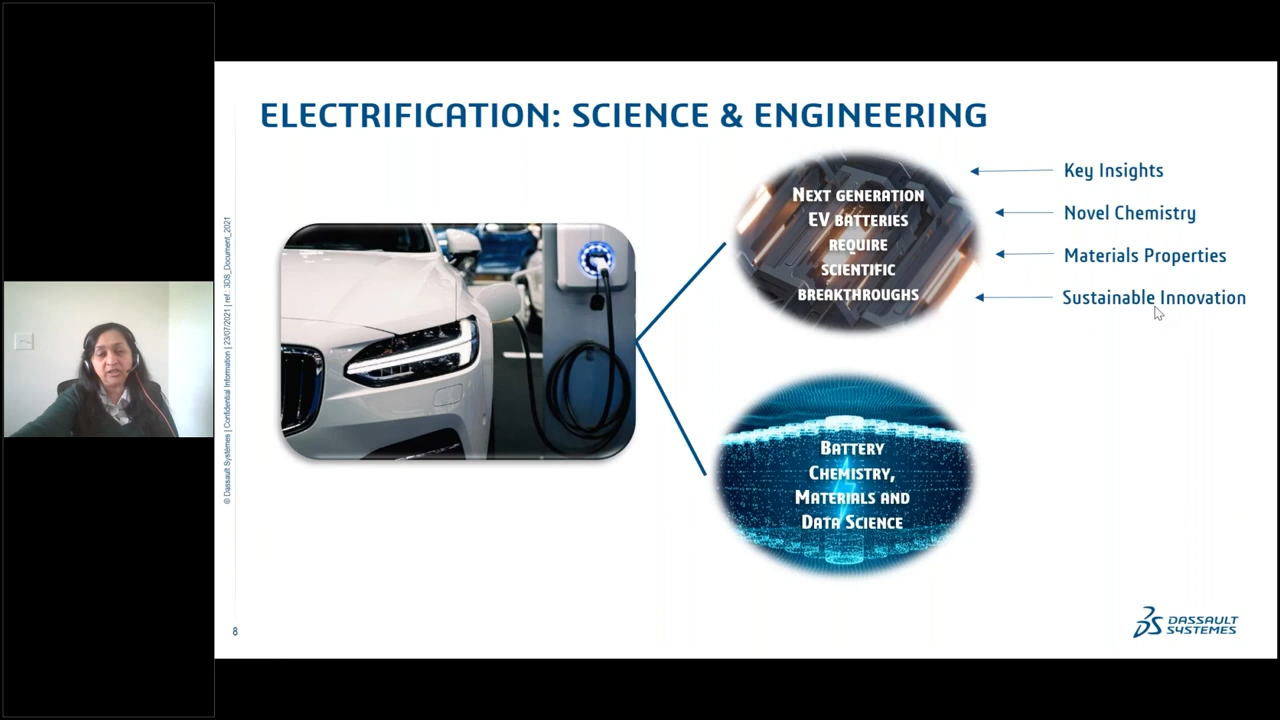 ELECTRIFICATION: SCIENCE & ENGINEERING
NEXT GENERATION
EV BATTERIES
REQUIRE
SCIENTIFIC
BREAKTHROUGHS
Key Insights
Novel Chemistry
Materials Properties
Sustainable Innovation
BATTERY
CHEMISTRY,
MATERIALS AND
DATA SCIENCE
© Dassault Systèmes | Confidential Information | 23/07/2021 | ref.: 3DS_Document_2021
8
3DS DASSAULT
SYSTEMES